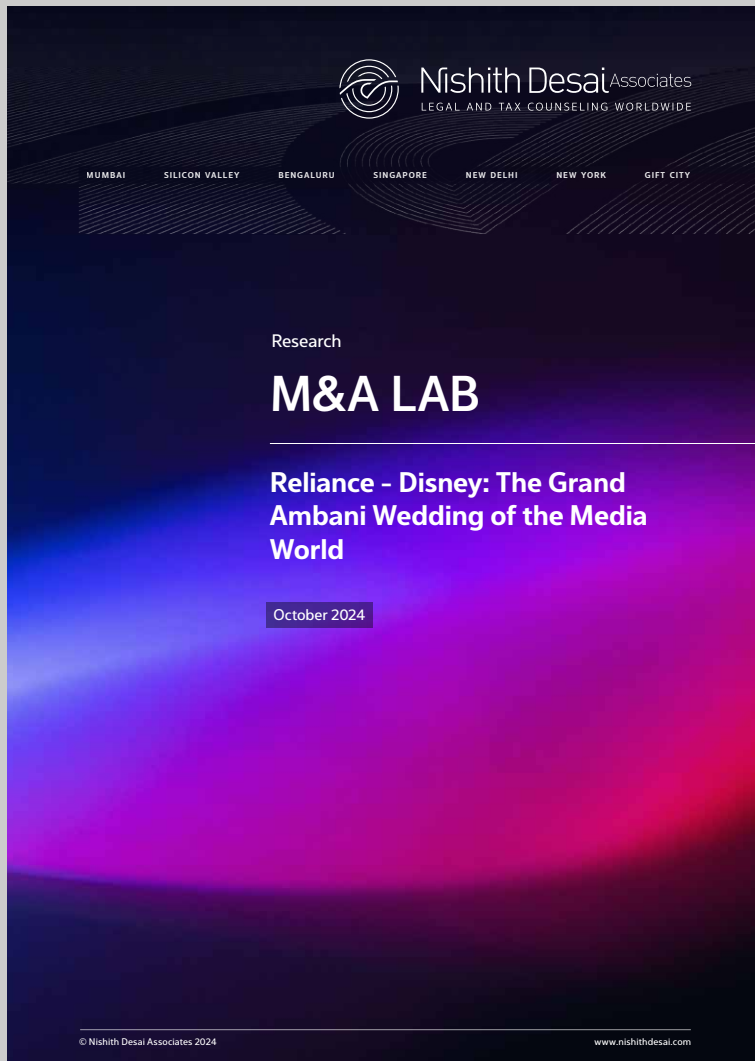 Nishith Desai Associates
LEGAL AND TAX COUNSELING WORLDWIDE
MUMBAI SILICON VALLEY BENGALURU SINGAPORE NEW DELHI NEW YORK GIFT CITY
Research
M&A LAB
Reliance – Disney: The Grand
Ambani Wedding of the Media
World
October 2024
© Nishith Desai Associates 2024 www.nishithdesai.com